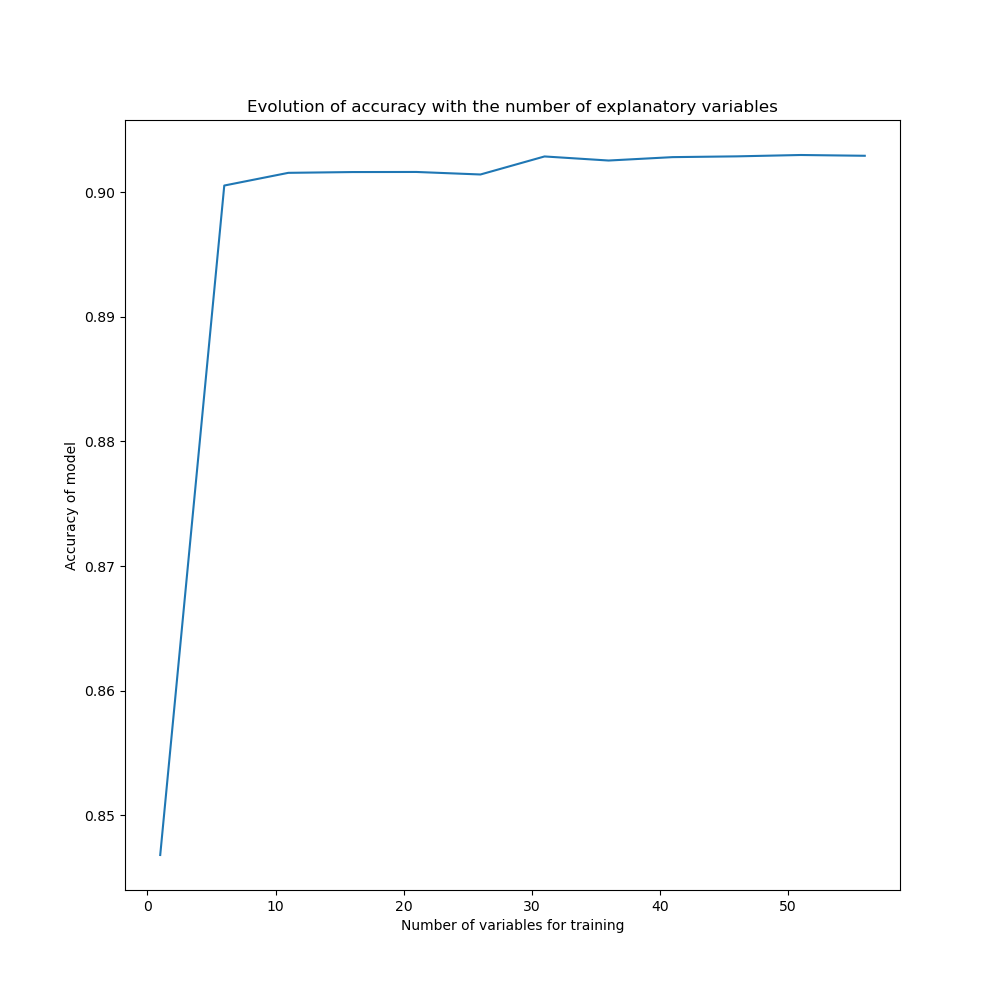 Evolution of accuracy with the number of explanatory variables
0.90
0.89
0.88
0.87
0.86
0.85
Accuracy of model
0 10 20 30 40 50
Number of variables for training